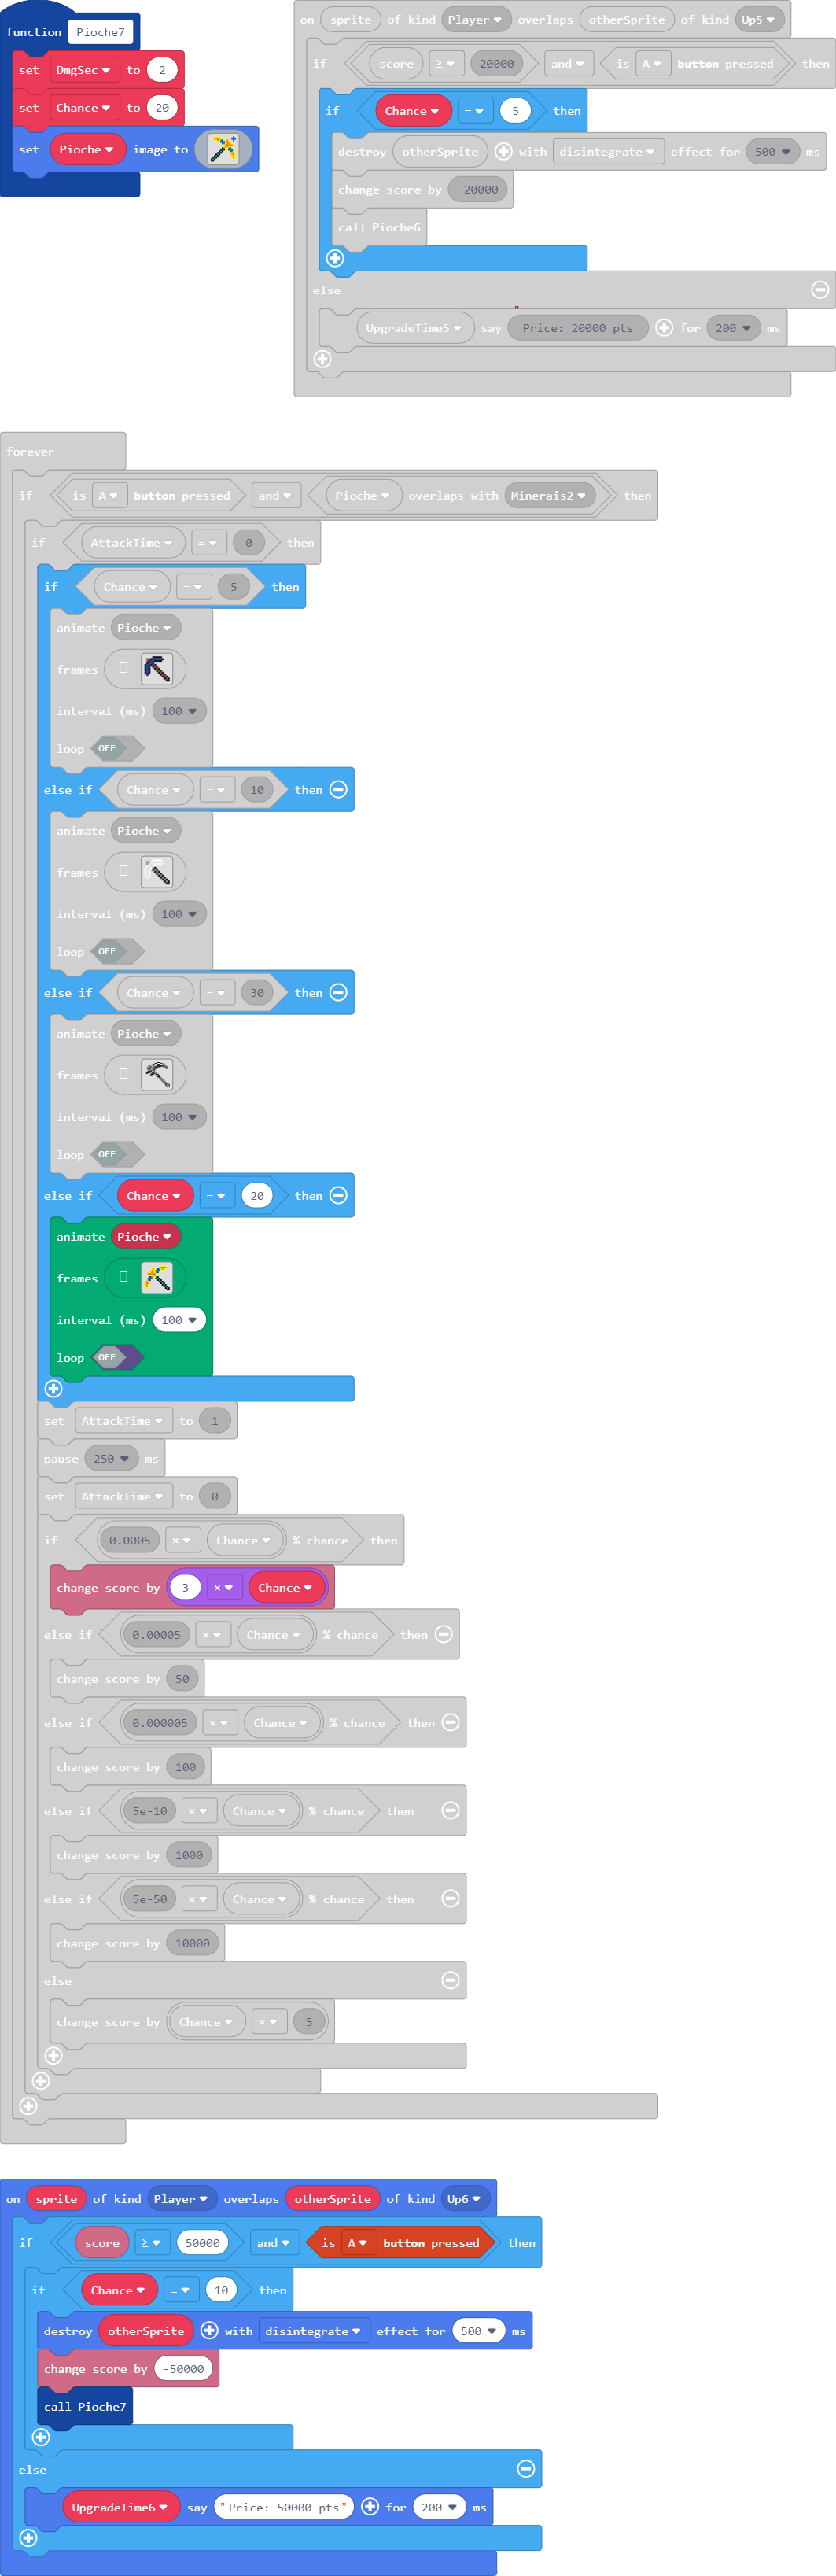 function Pioche7
set DmgSec to 2
set Chance to 20
set Pioche image to
on sprite of kind Player overlaps otherSprite of kind Up5
if score ≥ 20000 and is A button pressed then
if Chance = 5 then
destroy otherSprite with disintegrate effect for 500 ms
change score by -20000
call Pioche6
else
UpgradeTime5 say " Price: 20000 pts for 200 ms
forever
if is A button pressed and Pioche overlaps with Minerais2 then
if AttackTime = 0 then
if Chance = 5 then
animate Pioche
frames
interval (ms) 100
loop OFF
else if Chance = 10 then
animate Pioche
frames
interval (ms) 100
loop OFF
else if Chance = 30 then
animate Pioche
frames
interval (ms) 100
loop OFF
else if Chance = 20 then
animate Pioche
frames
interval (ms) 100
loop OFF
set AttackTime to 1
pause 250 ms
set AttackTime to 0
if 0.0005 × Chance % chance then
change score by 3 × Chance
else if 0.00005 × Chance % chance then
change score by 50
else if 0.000005 × Chance % chance then
change score by 100
else if 5e-10 × Chance % chance then
change score by 1000
else if 5e-50 × Chance % chance then
change score by 10000
else
change score by Chance × 5
on sprite of kind Player overlaps otherSprite of kind Up6
if score ≥ 50000 and is A button pressed then
if Chance = 10 then
destroy otherSprite with disintegrate effect for 500 ms
change score by -50000
call Pioche7
else
UpgradeTime6 say "Price: 50000 pts" for 200 ms